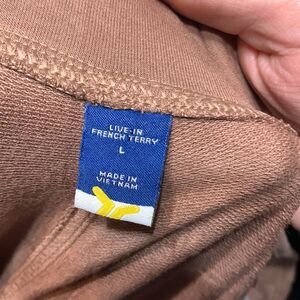 LIVE-IN
FRENCH TERRY
L
MADE IN
VIETNAM